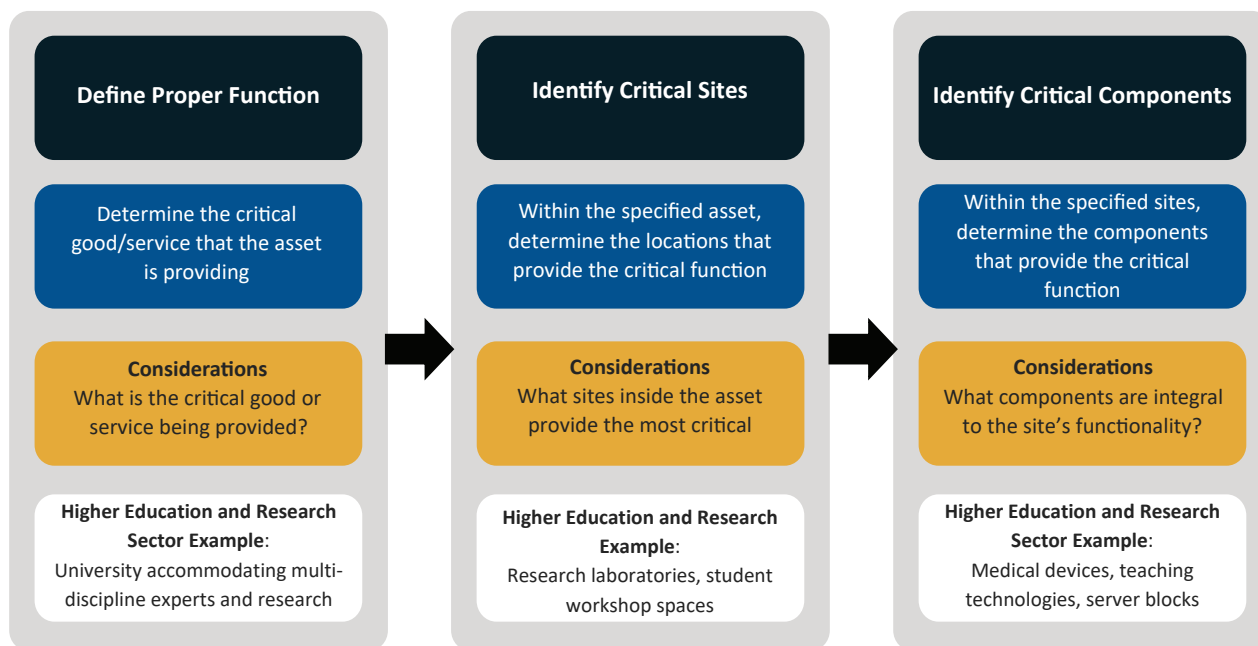 Define Proper Function
Determine the critical
good/service that the asset
is providing
Considerations
What is the critical good or
service being provided?
Higher Education and Research
Sector Example:
University accommodating multi-
discipline experts and research
Identify Critical Sites
Within the specified asset,
determine the locations that
provide the critical function
Considerations
What sites inside the asset
provide the most critical
Higher Education and Research
Example:
Research laboratories, student
workshop spaces
Identify Critical Components
Within the specified sites,
determine the components
that provide the critical
function
Considerations
What components are integral
to the site’s functionality?
Higher Education and Research
Sector Example:
Medical devices, teaching
technologies, server blocks